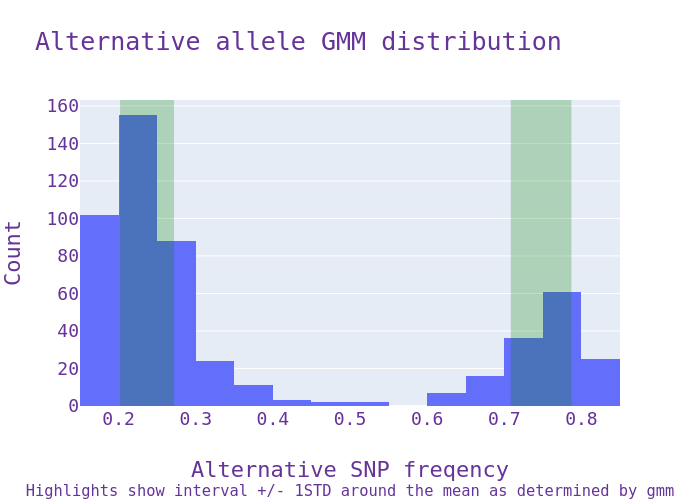 Alternative allele GMM distribution
160
140
120
100
80
60
40
20
0
Count
0.2 0.3 0.4 0.5 0.6 0.7 0.8
Alternative SNP freqency
Highlights show interval +/- 1STD around the mean as determined by gmm